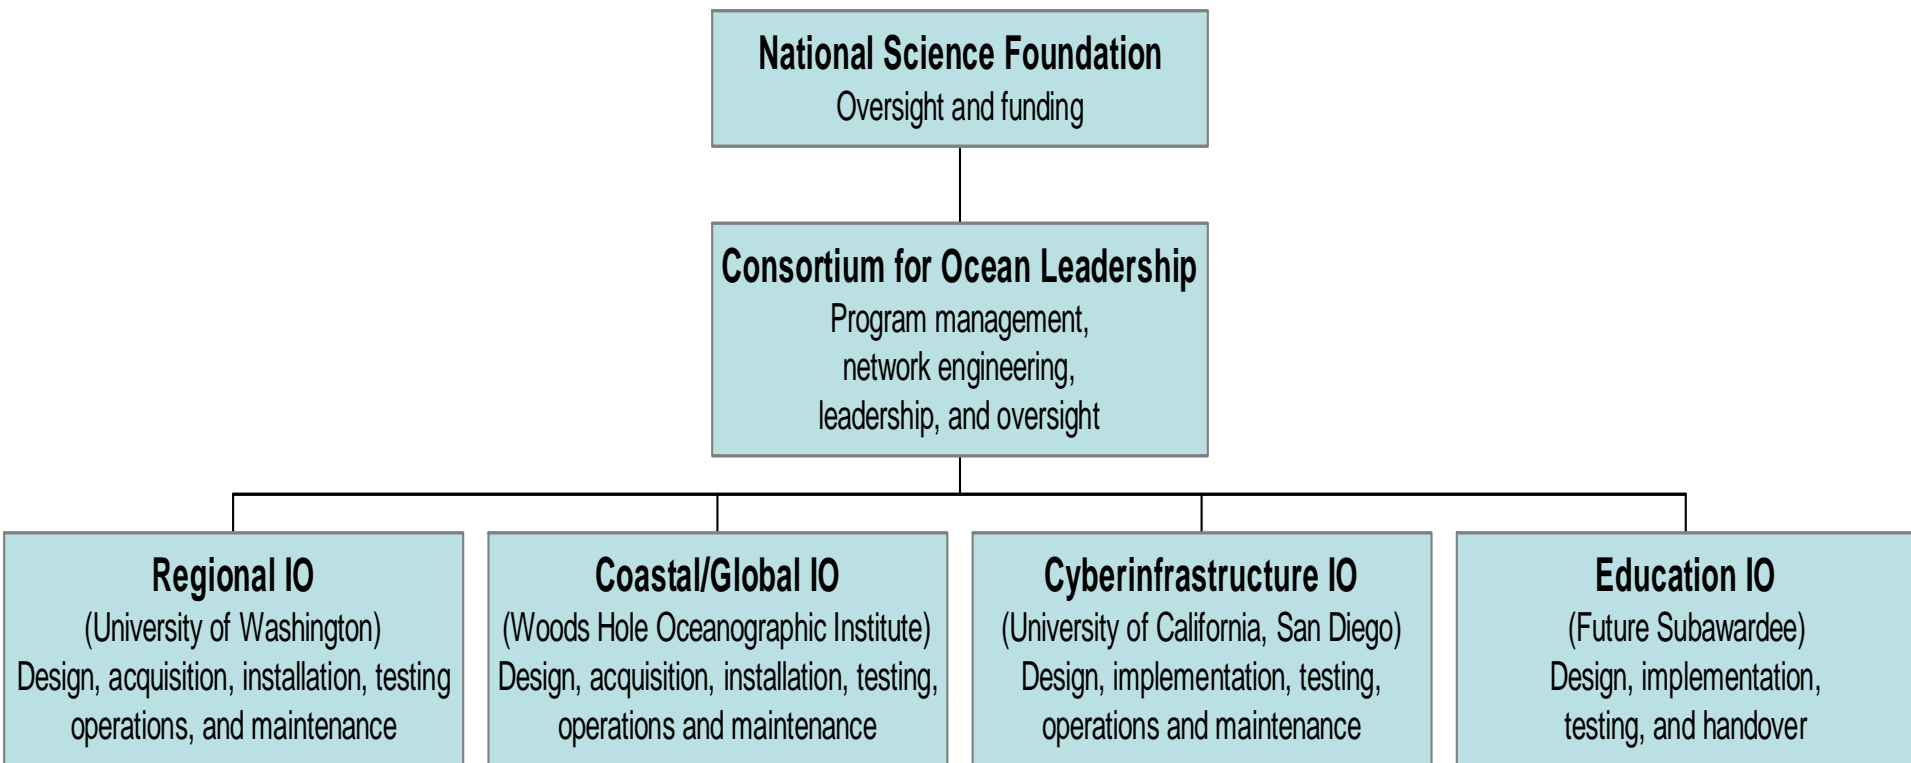 National Science Foundation
Oversight and funding
Consortium for Ocean Leadership
Program management,
network engineering,
leadership, and oversight
Regional IO
(University of Washington)
Design, acquisition, installation, testing
operations, and maintenance
Coastal/Global IO
(Woods Hole Oceanographic Institute)
Design, acquisition, installation, testing,
operations and maintenance
Cyberinfrastructure IO
(University of California, San Diego)
Design, implementation, testing,
operations and maintenance
Education IO
(Future Subawardee)
Design, implementation,
testing, and handover